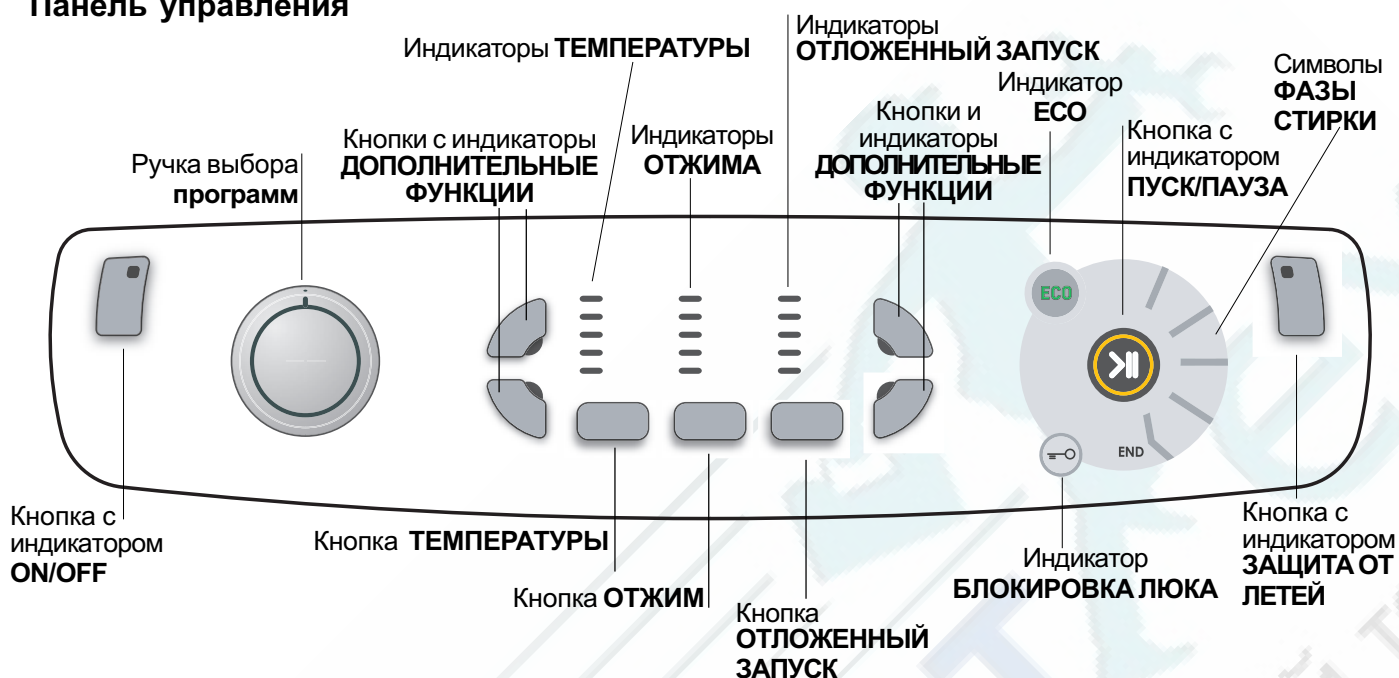 Панель управления
Индикаторы ТЕМПЕРАТУРЫ
Индикаторы
ОТЛОЖЕННЫЙ ЗАПУСК
Индикатор
ECO
Символы
ФАЗЫ
СТИРКИ
Ручка выбора
программ
Кнопки с индикаторы
ДОПОЛНИТЕЛЬНЫЕ
ФУНКЦИИ
Индикаторы
ОТЖИМА
Кнопки и
индикаторы
ДОПОЛНИТЕЛЬНЫЕ
ФУНКЦИИ
Кнопка с
индикатором
ПУСК/ПАУЗА
ECO
END
Кнопка с
индикатором
ON/OFF
Кнопка ТЕМПЕРАТУРЫ
Кнопка ОТЖИМ
Кнопка
ОТЛОЖЕННЫЙ
ЗАПУСК
Индикатор
БЛОКИРОВКА ЛЮКА
Кнопка с
индикатором
ЗАЩИТА ОТ
ЛЕТЕЙ